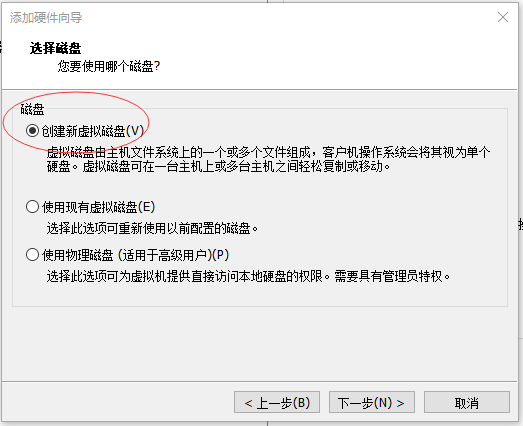 添加硬件向导
选择磁盘
您要使用哪个磁盘?
磁盘
创建新虚拟磁盘(V)
虚拟磁盘由主机文件系统上的一个或多个文件组成，客户机操作系统会将其视为单个
硬盘。虚拟磁盘可在一台主机上或多台主机之间轻松复制或移动。
使用现有虚拟磁盘(E)
选择此选项可重新使用以前配置的磁盘。
使用物理磁盘 (适用于高级用户)(P)
选择此选项可为虚拟机提供直接访问本地硬盘的权限。需要具有管理员特权。
< 上一步(B)
下一步(N) >
取消